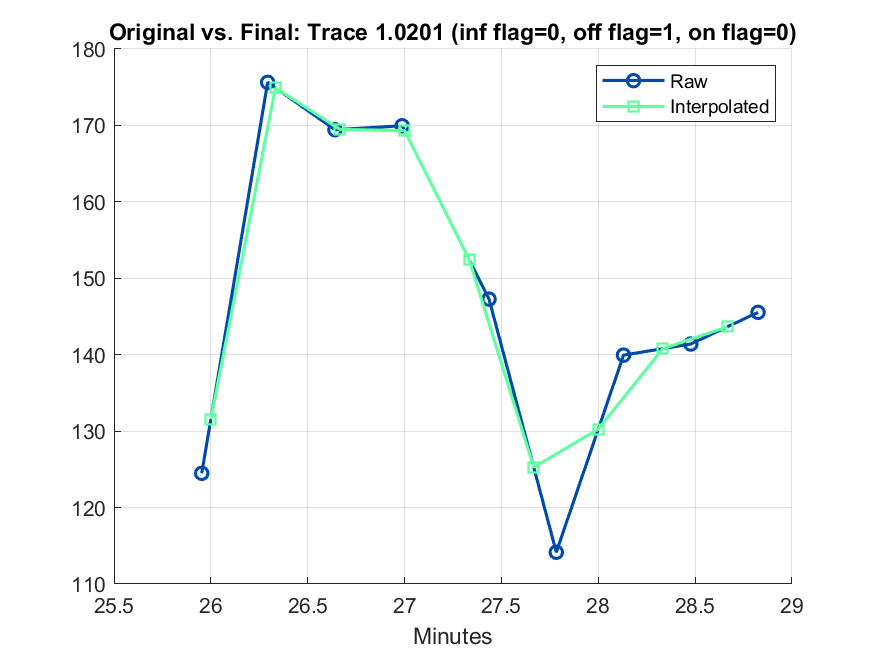 Original vs. Final: Trace 1.0201 (inf flag=0, off flag=1, on flag=0)
180
170
160
150
140
130
120
110
Raw
Interpolated
25.5 26 26.5 27 27.5 28 28.5 29
Minutes